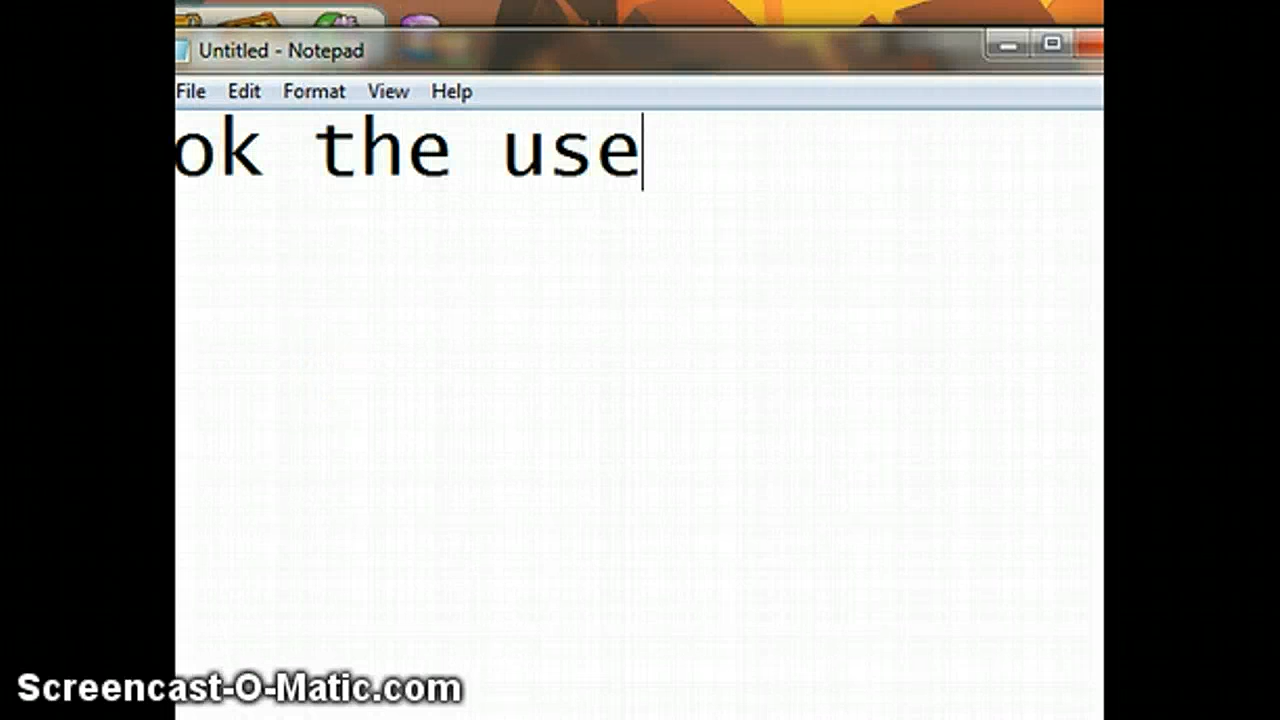 Untitled - Notepad
File Edit Format View Help
ok the use
Screencast-O-Matic.com